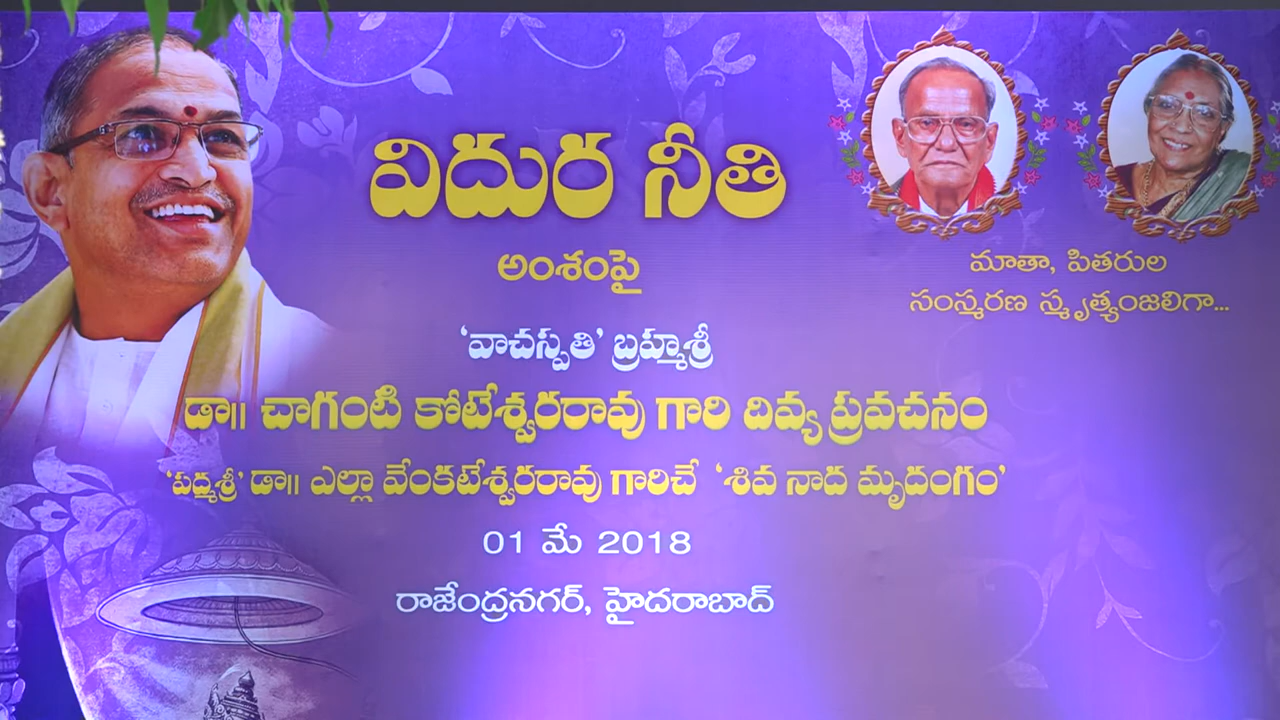 విదుర నీతి
అంశంపై
'వాచస్పతి' బ్రహ్మశ్రీ
డా॥ చాగంటి కోటేశ్వరరావు గారి దివ్య ప్రవచనం
'పద్మశ్రీ' డా॥ ఎల్లా వేంకటేశ్వరరావు గారిచే 'శివ నాద మృదంగం'
01 మే 2018
రాజేంద్రనగర్, హైదరాబాద్
మాతా, పితరుల
సంస్మరణ స్మృత్యంజలిగా...